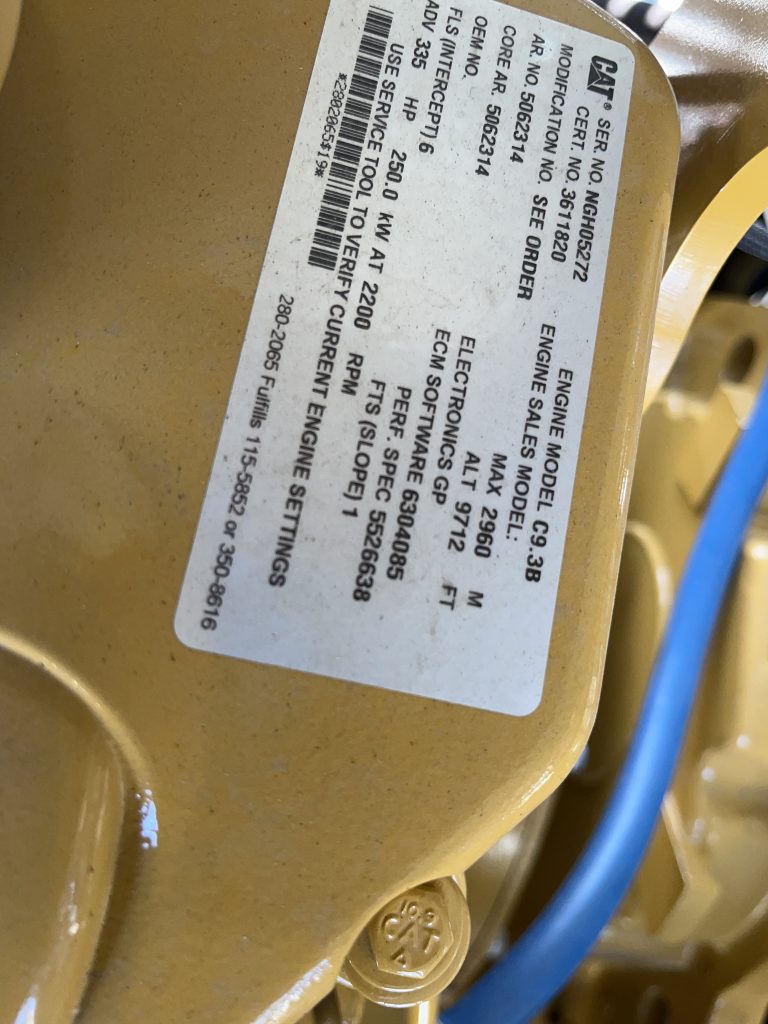 CAT® SER. NO. NGH05272 ENGINE MODEL C9.3B
CERT. NO. 3611820 ENGINE SALES MODEL:
MODIFICATION NO. SEE ORDER
AR. NO. 5062314 MAX 2960 M
CORE AR. 5062314 ALT 9712 FT
OEM NO. ELECTRONICS GP
ECM SOFTWARE 6304085
FLS (INTERCEPT) 6 PERF. SPEC 5526638
ADV 335 HP FTS (SLOPE) 1
250.0 kW AT 2200 RPM
USE SERVICE TOOL TO VERIFY CURRENT ENGINE SETTINGS
*2802065$19*
280-2065 Fulfills 115-5852 or 350-8616
109
CAT